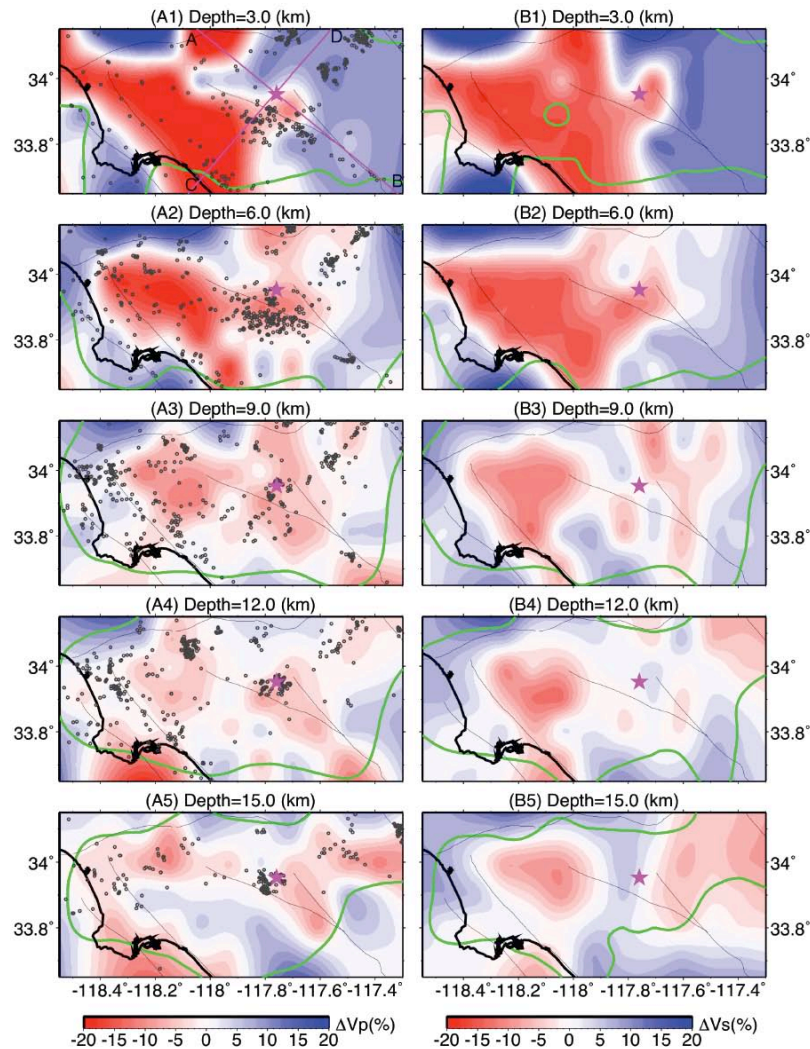 (A1) Depth=3.0 (km)
(B1) Depth=3.0 (km)
A
D
C
B
34˚
33.8˚
34˚
33.8˚
(A2) Depth=6.0 (km)
(B2) Depth=6.0 (km)
34˚
33.8˚
34˚
33.8˚
(A3) Depth=9.0 (km)
(B3) Depth=9.0 (km)
34˚
33.8˚
34˚
33.8˚
(A4) Depth=12.0 (km)
(B4) Depth=12.0 (km)
34˚
33.8˚
34˚
33.8˚
(A5) Depth=15.0 (km)
(B5) Depth=15.0 (km)
34˚
33.8˚
34˚
33.8˚
-118.4˚ -118.2˚ -118˚ -117.8˚ -117.6˚ -117.4˚
-118.4˚ -118.2˚ -118˚ -117.8˚ -117.6˚ -117.4˚
ΔVp(%)
-20 -15 -10 -5 0 5 10 15 20
ΔVs(%)
-20 -15 -10 -5 0 5 10 15 20